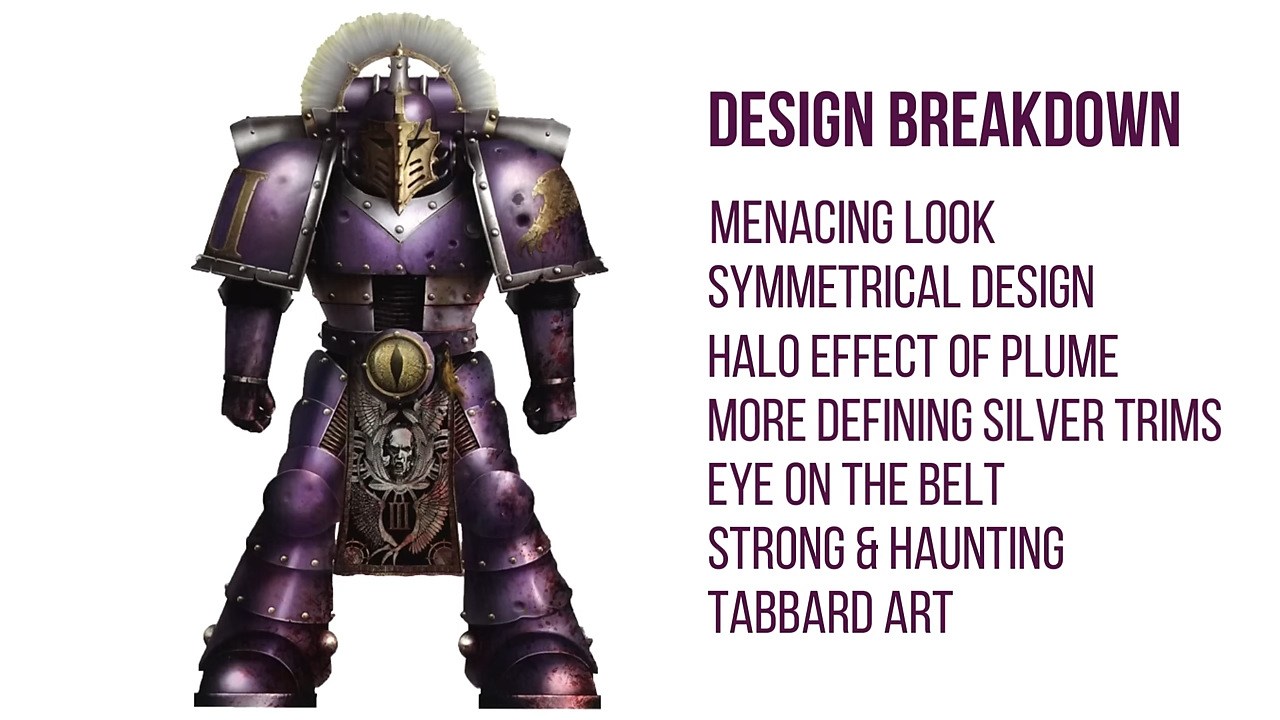 DESIGN BREAKDOWN
MENACING LOOK
SYMMETRICAL DESIGN
HALO EFFECT OF PLUME
MORE DEFINING SILVER TRIMS
EYE ON THE BELT
STRONG & HAUNTING
TABBARD ART
I
III